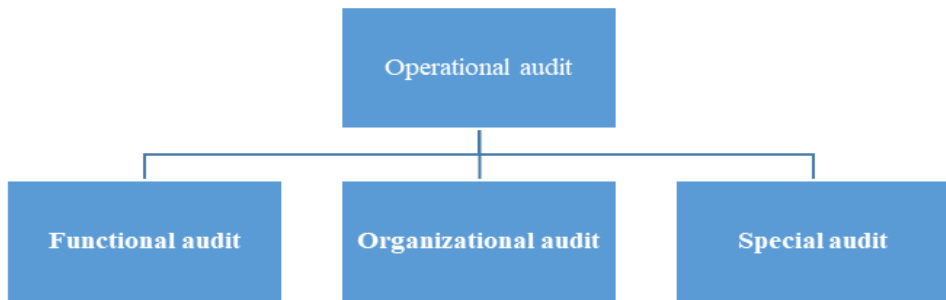 Operational audit
Functional audit
Organizational audit
Special audit